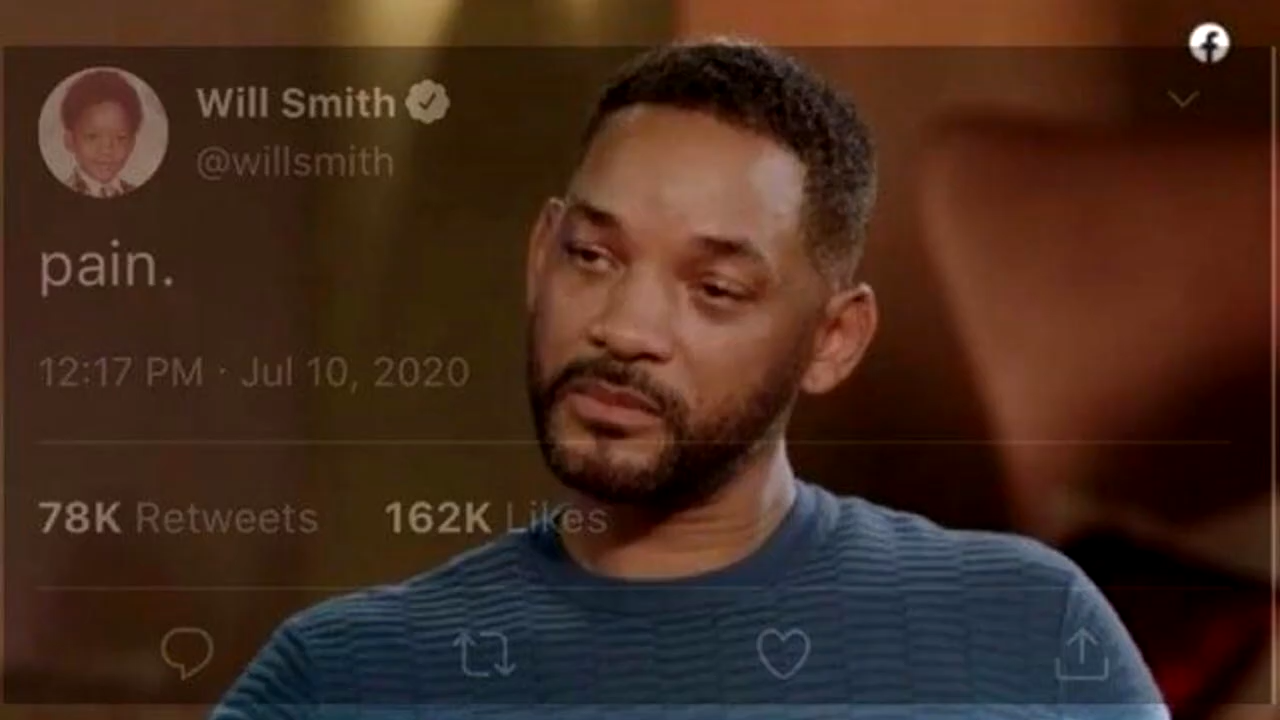 Will Smith
@willsmith
pain.
12:17 PM · Jul 10, 2020
78K Retweets 162K Likes